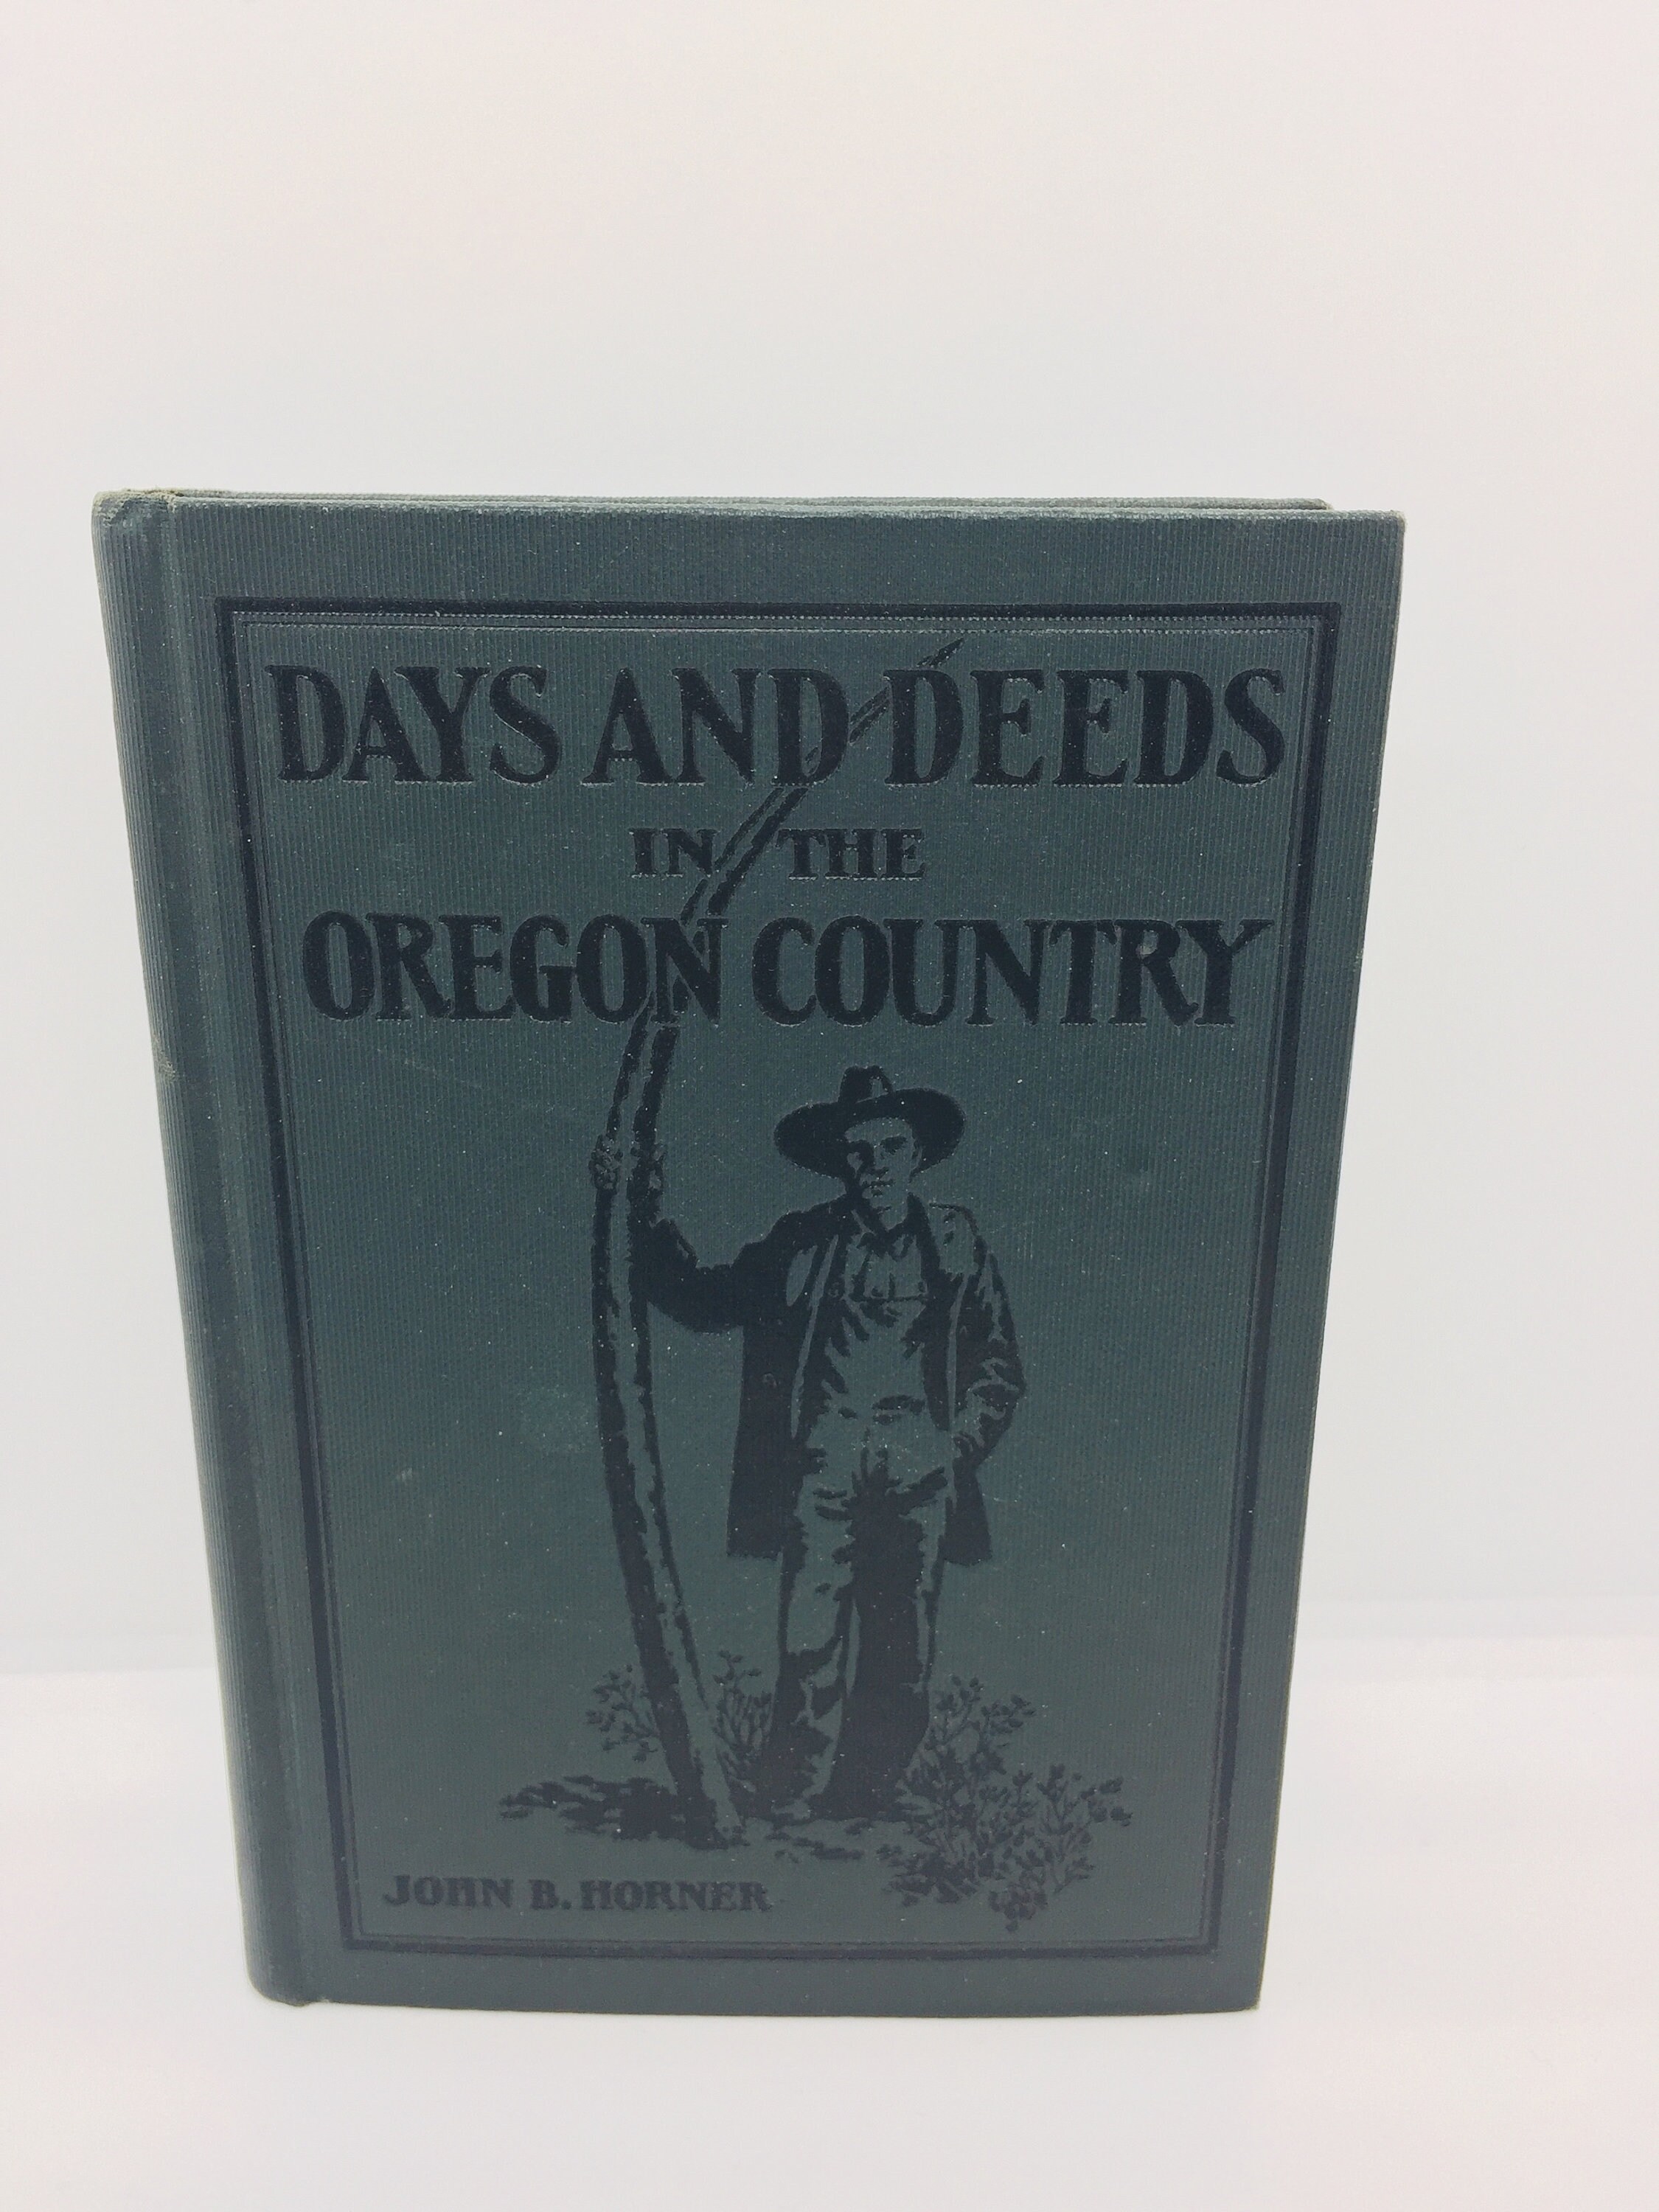 DAYS AND DEEDS
IN THE
OREGON COUNTRY
JOHN B. HORNER